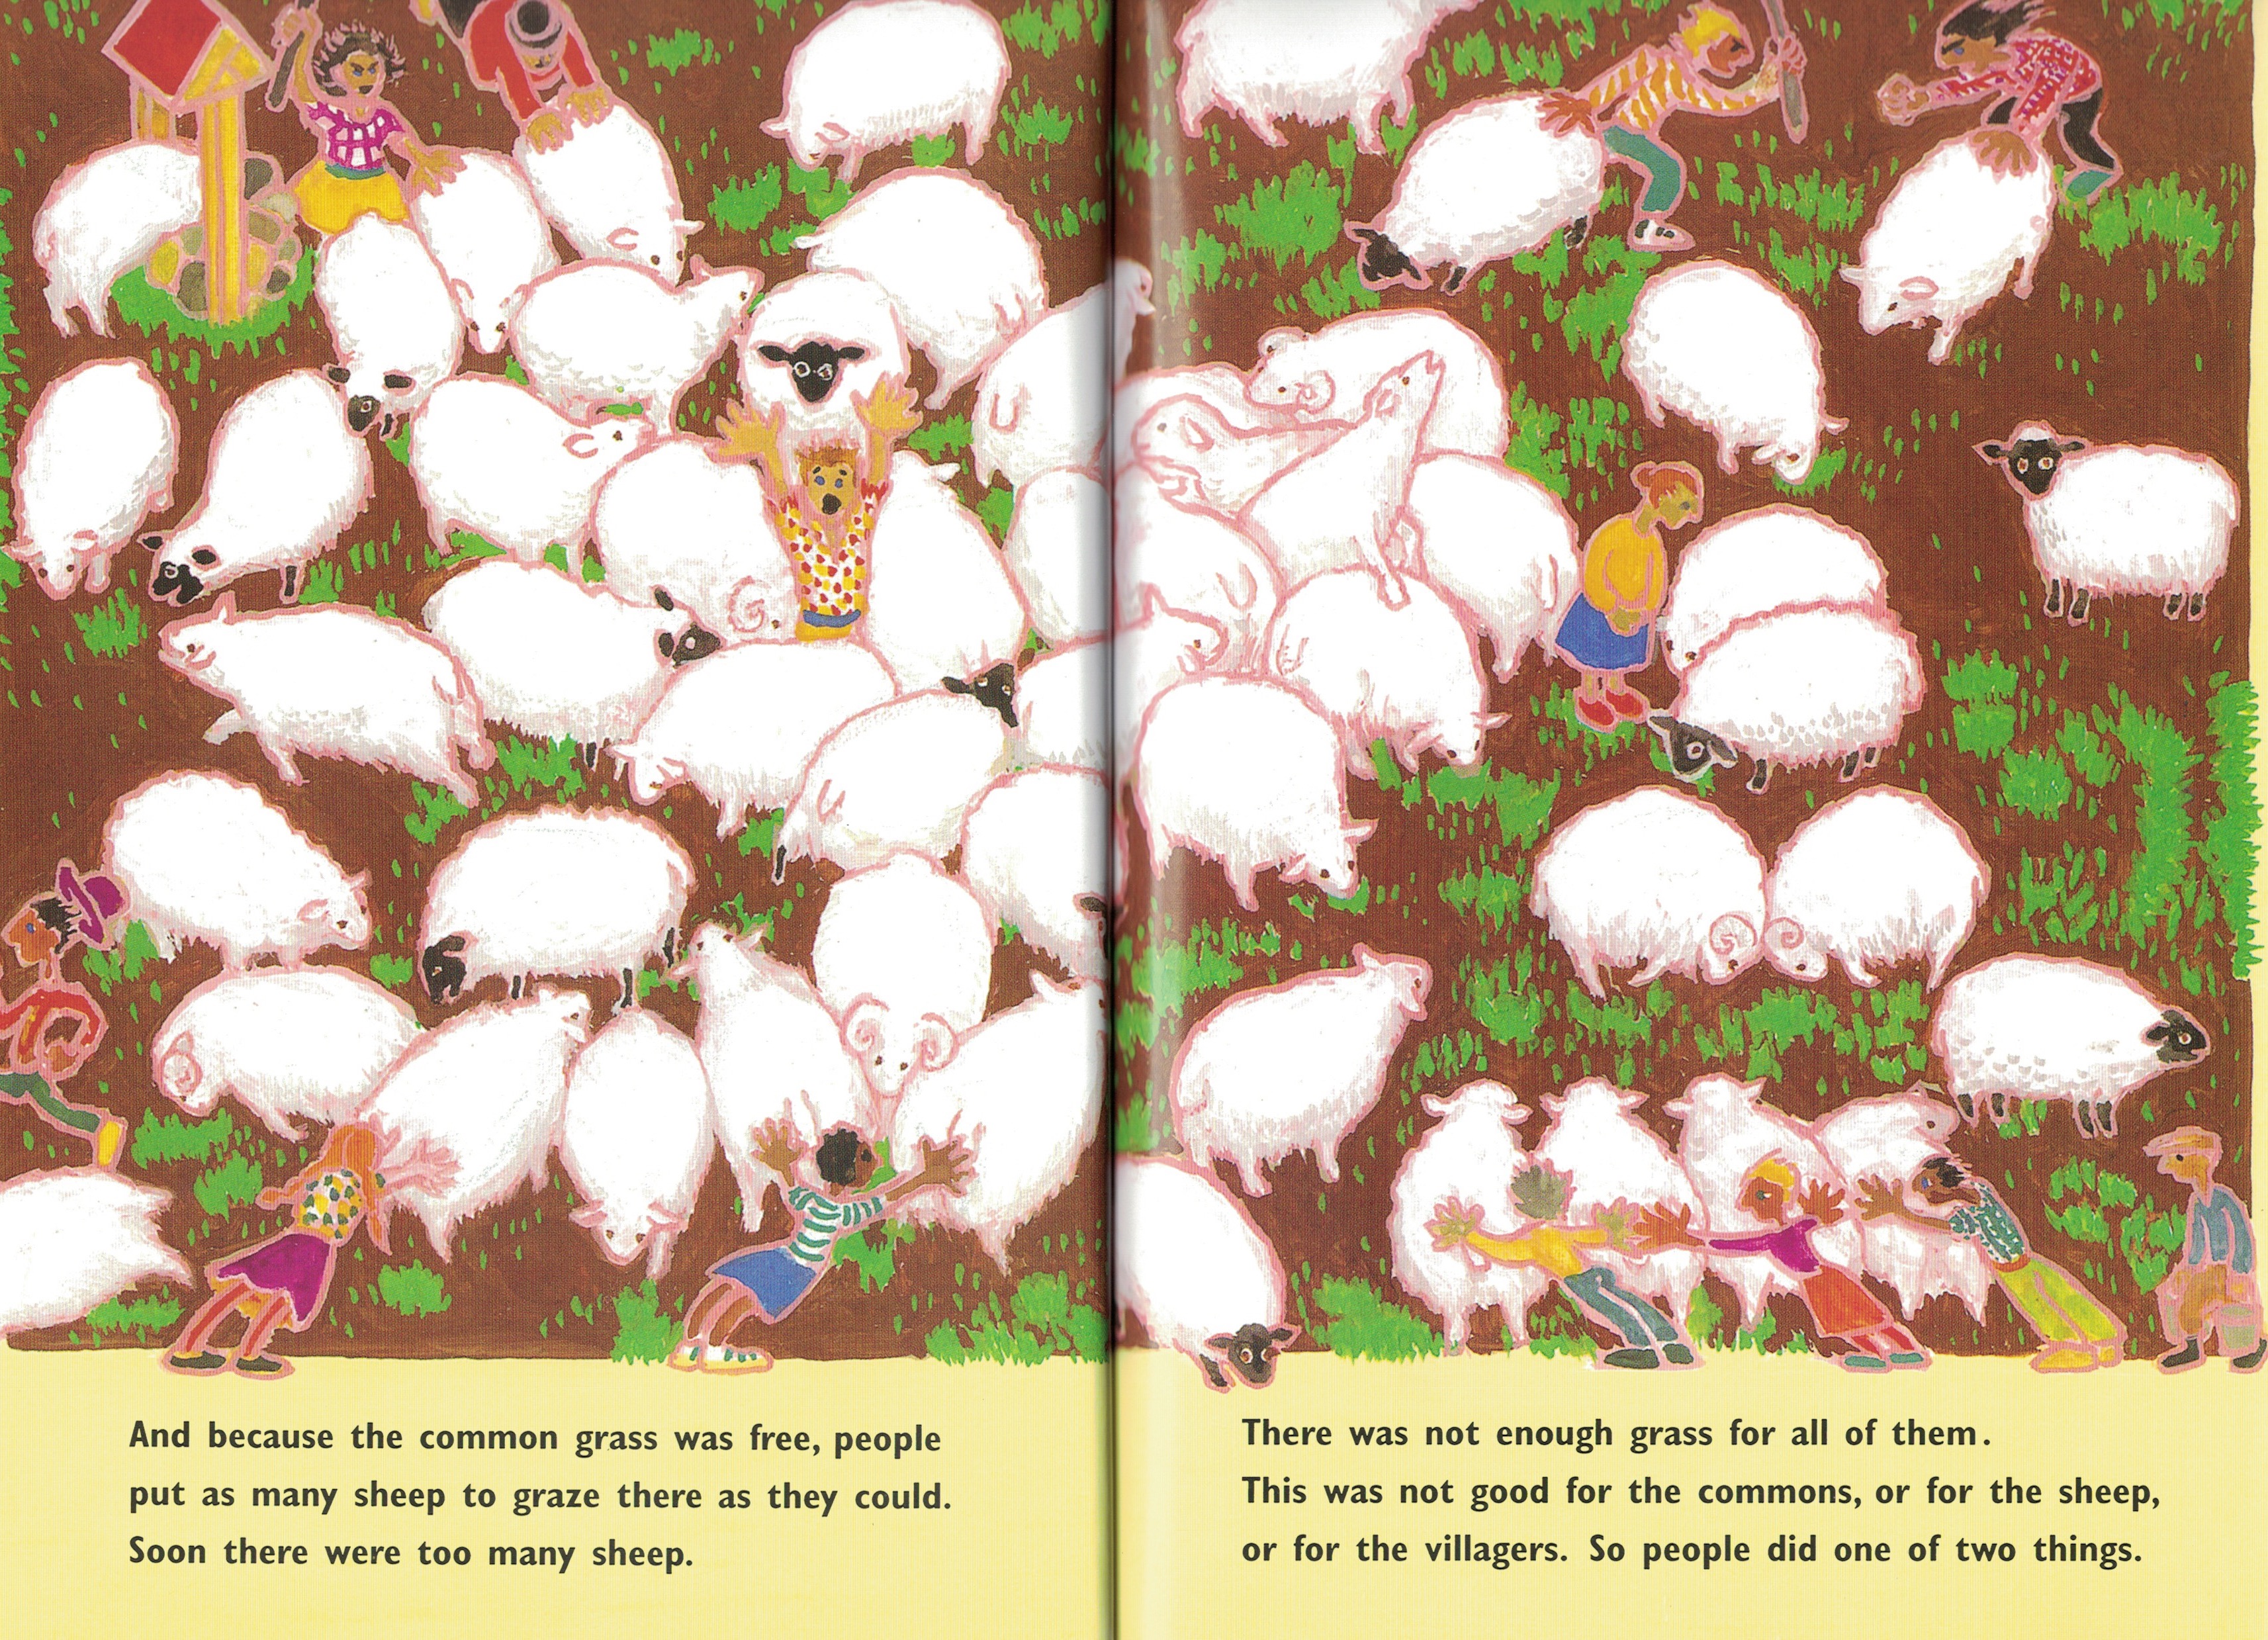 And because the common grass was free, people
put as many sheep to graze there as they could.
Soon there were too many sheep.
There was not enough grass for all of them.
This was not good for the commons, or for the sheep,
or for the villagers. So people did one of two things.